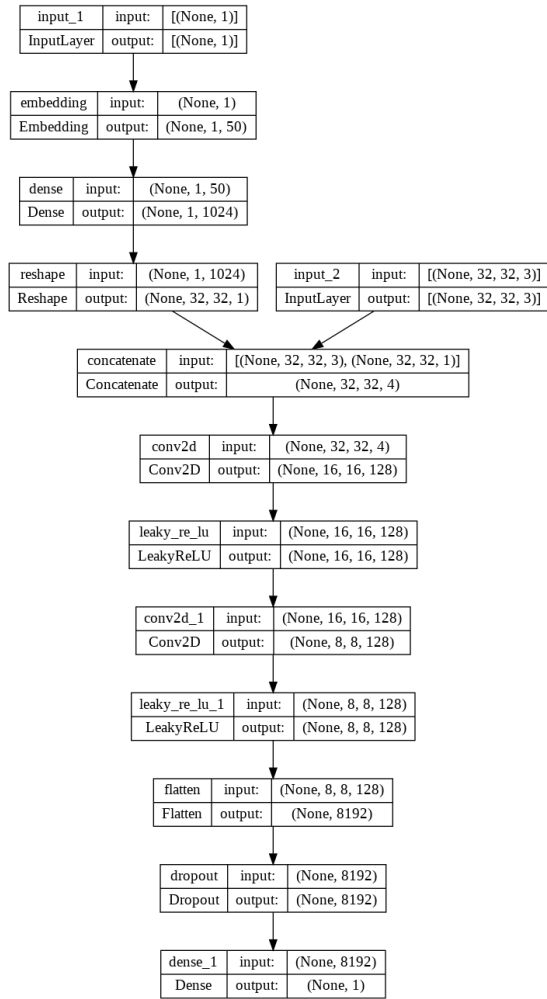 input_1 input: [(None, 1)]
InputLayer output: [(None, 1)]
embedding input: (None, 1)
Embedding output: (None, 1, 50)
dense input: (None, 1, 50)
Dense output: (None, 1, 1024)
reshape input: (None, 1, 1024)
Reshape output: (None, 32, 32, 1)
input_2 input: [(None, 32, 32, 3)]
InputLayer output: [(None, 32, 32, 3)]
concatenate input: [(None, 32, 32, 3), (None, 32, 32, 1)]
Concatenate output: (None, 32, 32, 4)
conv2d input: (None, 32, 32, 4)
Conv2D output: (None, 16, 16, 128)
leaky_re_lu input: (None, 16, 16, 128)
LeakyReLU output: (None, 16, 16, 128)
conv2d_1 input: (None, 16, 16, 128)
Conv2D output: (None, 8, 8, 128)
leaky_re_lu_1 input: (None, 8, 8, 128)
LeakyReLU output: (None, 8, 8, 128)
flatten input: (None, 8, 8, 128)
Flatten output: (None, 8192)
dropout input: (None, 8192)
Dropout output: (None, 8192)
dense_1 input: (None, 8192)
Dense output: (None, 1)